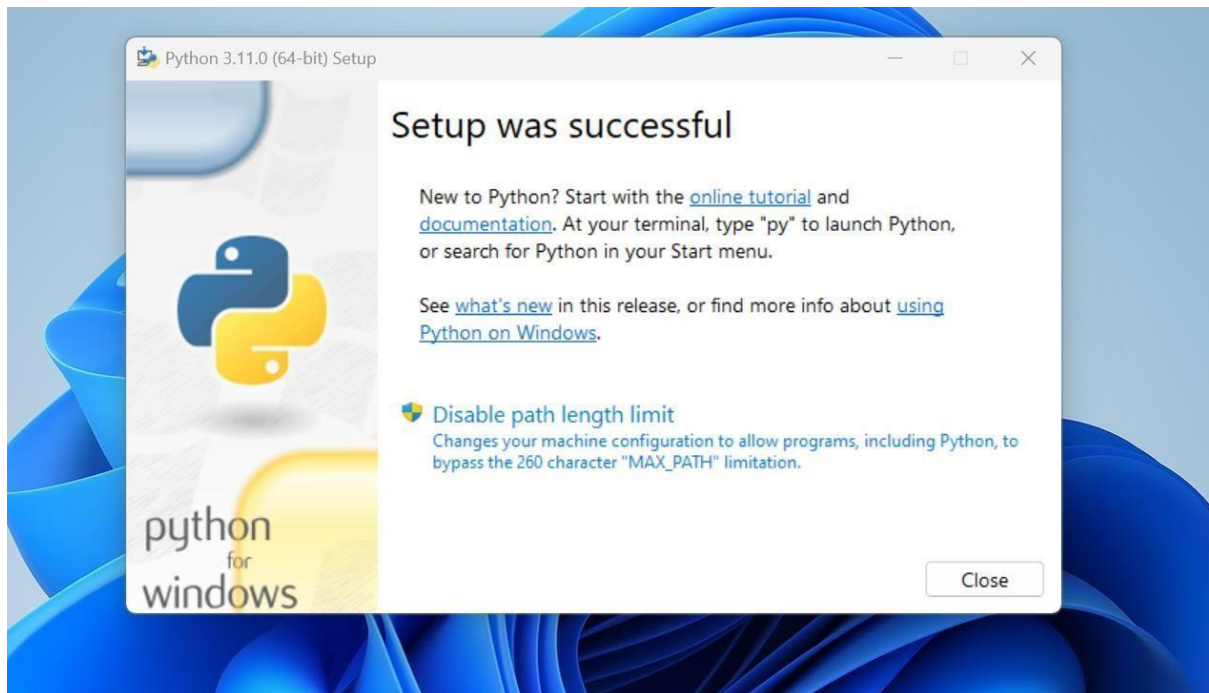 Python 3.11.0 (64-bit) Setup
Setup was successful
New to Python? Start with the online tutorial and
documentation. At your terminal, type "py" to launch Python,
or search for Python in your Start menu.
See what's new in this release, or find more info about using
Python on Windows.
Disable path length limit
Changes your machine configuration to allow programs, including Python, to
bypass the 260 character "MAX_PATH" limitation.
python
for
windows
Close